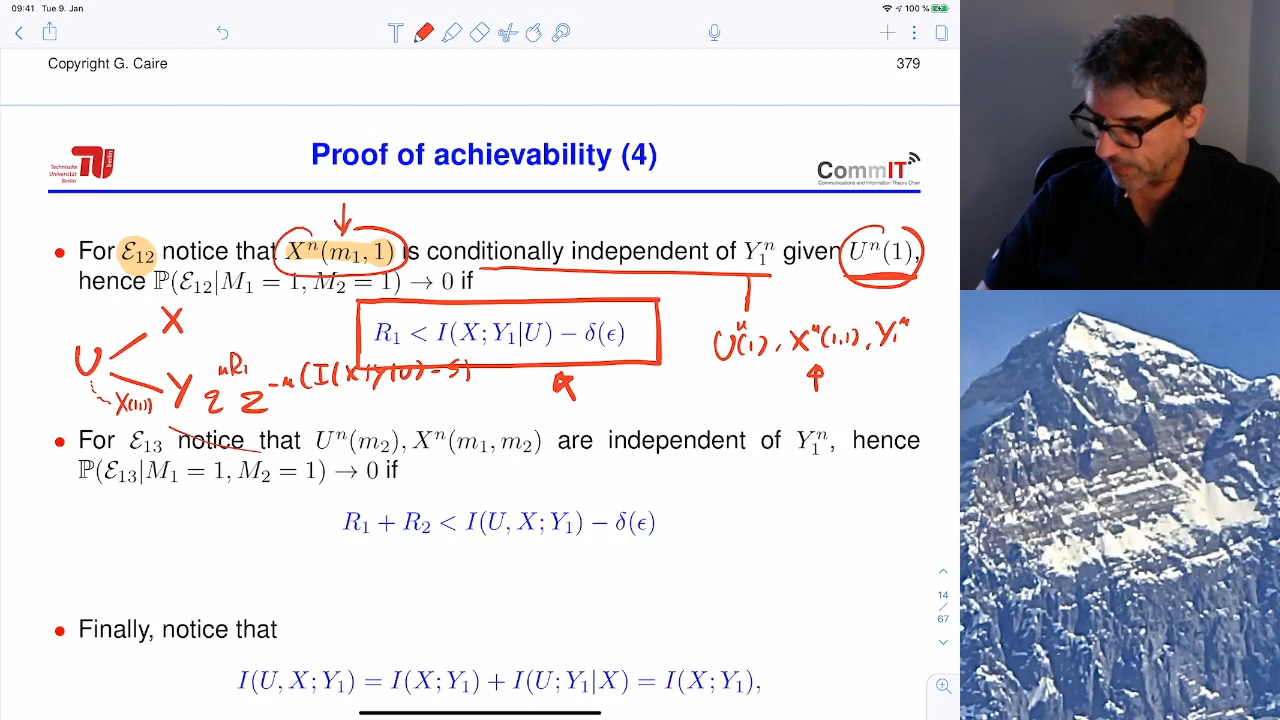 09:41 Tue 9. Jan
100 %
Copyright G. Caire
379
Technische Universität Berlin
berlin
Proof of achievability (4)
CommIT
Communications and Information Theory Chair
• For ℰ₁₂ notice that Xⁿ(m₁, 1) is conditionally independent of Y₁ⁿ given Uⁿ(1),
hence ℙ(ℰ₁₂|M₁ = 1, M₂ = 1) → 0 if
R₁ < I(X; Y₁|U) − δ(ϵ)
Uⁿ(1), Xⁿ(1,1), Y₁ⁿ
X
U
Y
X(1,1)
2^nR₁ 2^−n(I(X;Y|U)−δ)
• For ℰ₁₃ notice that Uⁿ(m₂), Xⁿ(m₁, m₂) are independent of Y₁ⁿ, hence
ℙ(ℰ₁₃|M₁ = 1, M₂ = 1) → 0 if
R₁ + R₂ < I(U, X; Y₁) − δ(ϵ)
• Finally, notice that
I(U, X; Y₁) = I(X; Y₁) + I(U; Y₁|X) = I(X; Y₁),
14
/
67